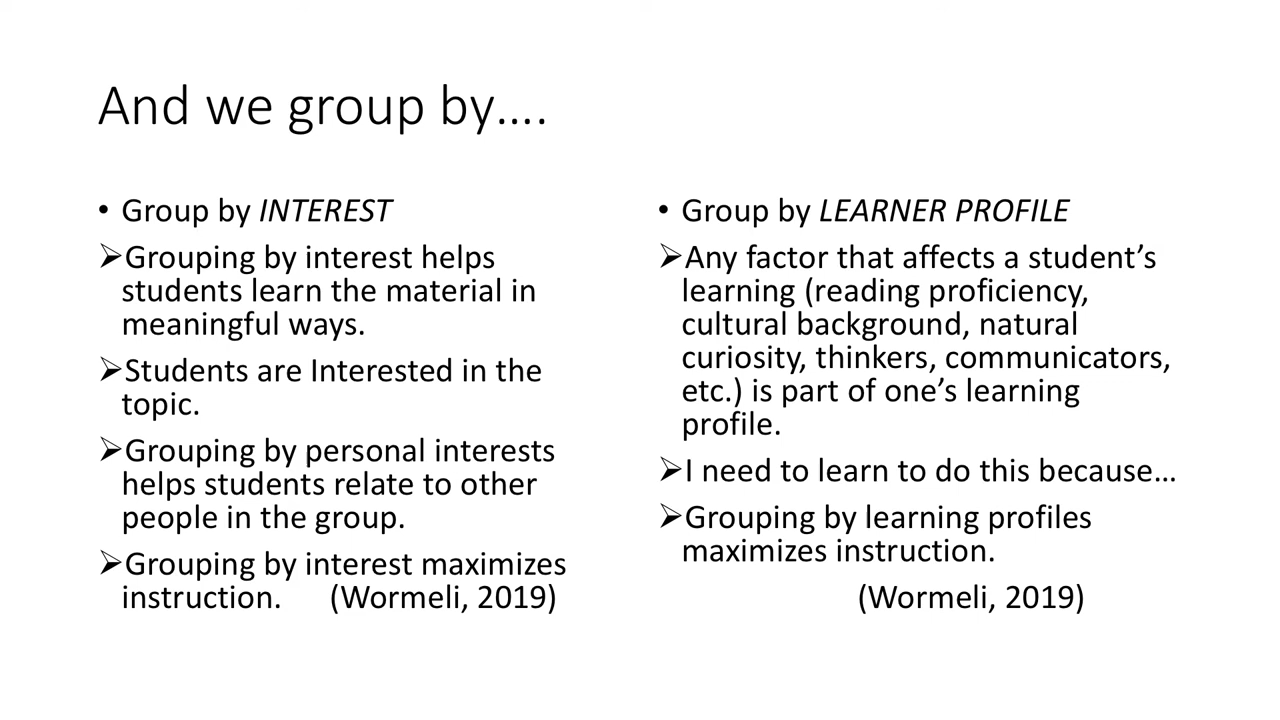 And we group by....
• Group by INTEREST
➢Grouping by interest helps
students learn the material in
meaningful ways.
➢Students are Interested in the
topic.
➢Grouping by personal interests
helps students relate to other
people in the group.
➢Grouping by interest maximizes
instruction. (Wormeli, 2019)
• Group by LEARNER PROFILE
➢Any factor that affects a student’s
learning (reading proficiency,
cultural background, natural
curiosity, thinkers, communicators,
etc.) is part of one’s learning
profile.
➢I need to learn to do this because…
➢Grouping by learning profiles
maximizes instruction.
(Wormeli, 2019)